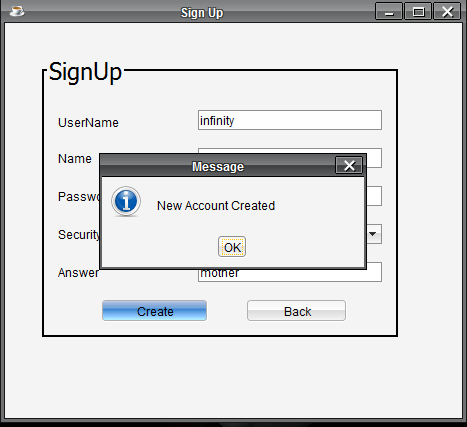 Sign Up
SignUp
UserName infinity
Name
Message
Passwo
New Account Created
Security
OK
Answer mother
Create Back